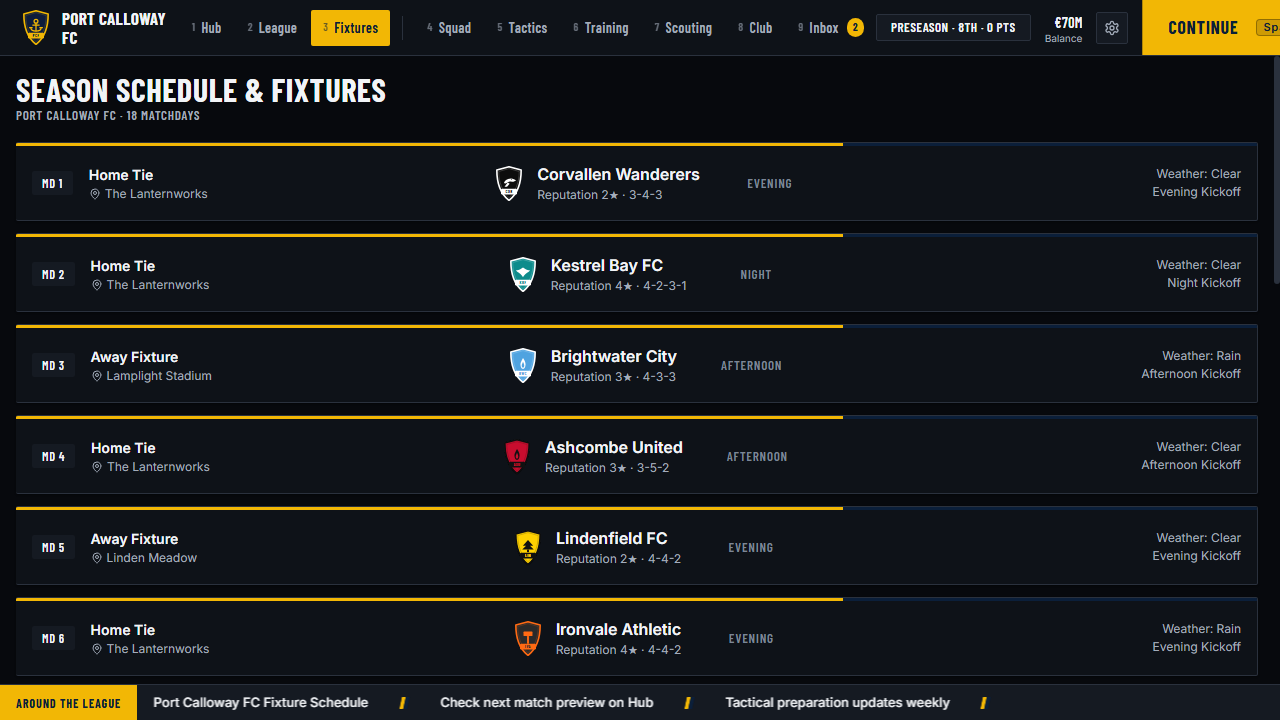 PORT CALLOWAY
FC
1 Hub
2 League
3 Fixtures
4 Squad
5 Tactics
6 Training
7 Scouting
8 Club
9 Inbox 2
PRESEASON · 8TH · 0 PTS
€70M
Balance
CONTINUE
SEASON SCHEDULE & FIXTURES
PORT CALLOWAY FC · 18 MATCHDAYS
MD 1
Home Tie
The Lanternworks
Corvallen Wanderers
Reputation 2★ · 3-4-3
EVENING
Weather: Clear
Evening Kickoff
MD 2
Home Tie
The Lanternworks
Kestrel Bay FC
Reputation 4★ · 4-2-3-1
NIGHT
Weather: Clear
Night Kickoff
MD 3
Away Fixture
Lamplight Stadium
Brightwater City
Reputation 3★ · 4-3-3
AFTERNOON
Weather: Rain
Afternoon Kickoff
MD 4
Home Tie
The Lanternworks
Ashcombe United
Reputation 3★ · 3-5-2
AFTERNOON
Weather: Clear
Afternoon Kickoff
MD 5
Away Fixture
Linden Meadow
Lindenfield FC
Reputation 2★ · 4-4-2
EVENING
Weather: Clear
Evening Kickoff
MD 6
Home Tie
The Lanternworks
Ironvale Athletic
Reputation 4★ · 4-4-2
EVENING
Weather: Rain
Evening Kickoff
AROUND THE LEAGUE
Port Calloway FC Fixture Schedule
Check next match preview on Hub
Tactical preparation updates weekly